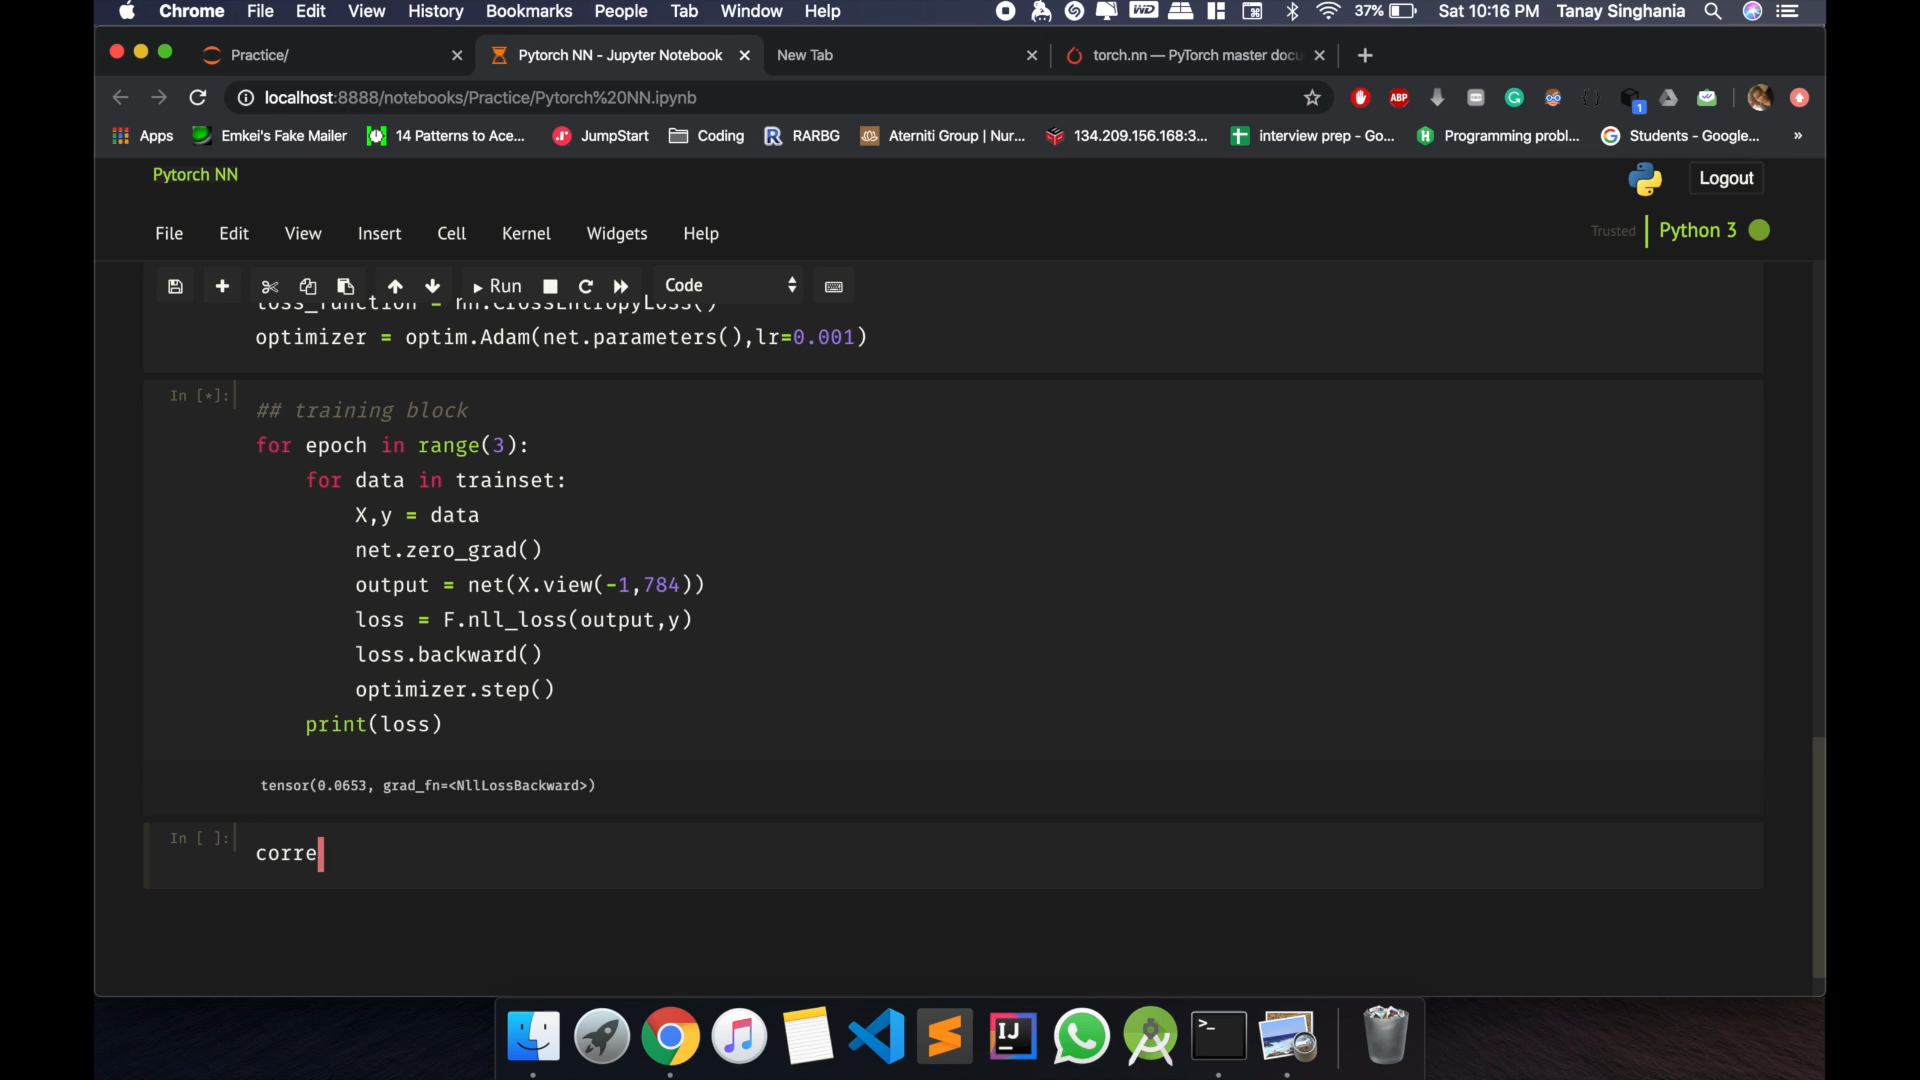 Chrome File Edit View History Bookmarks People Tab Window Help 37% Sat 10:16 PM Tanay Singhania
Practice/ Pytorch NN - Jupyter Notebook New Tab torch.nn — PyTorch master docu
localhost:8888/notebooks/Practice/Pytorch%20NN.ipynb ABP 1
Apps Emkei's Fake Mailer 14 Patterns to Ace... JumpStart Coding RARBG Aterniti Group | Nur... 134.209.156.168:3... interview prep - Go... Programming probl... Students - Google... »
Pytorch NN Logout
File Edit View Insert Cell Kernel Widgets Help Trusted Python 3
Run Code
loss_function = nn.CrossEntropyLoss()
optimizer = optim.Adam(net.parameters(),lr=0.001)
In [*]:
## training block
for epoch in range(3):
for data in trainset:
X,y = data
net.zero_grad()
output = net(X.view(-1,784))
loss = F.nll_loss(output,y)
loss.backward()
optimizer.step()
print(loss)
tensor(0.0653, grad_fn=<NllLossBackward>)
In [ ]:
corre